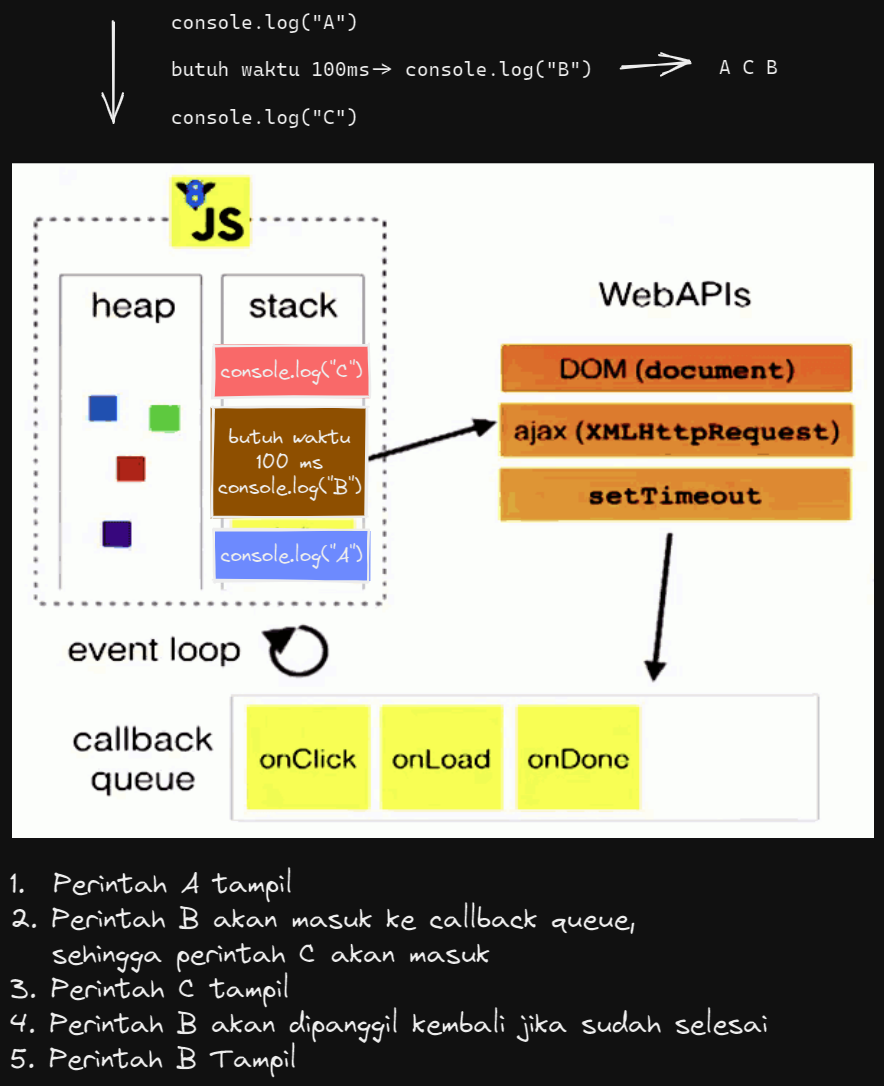 console.log("A")
butuh waktu 100ms→ console.log("B") → A C B
console.log("C")
8
JS
heap
stack
WebAPIs
console.log("C")
butuh waktu
100 ms
console.log("B")
console.log("A")
DOM (document)
ajax (XMLHttpRequest)
setTimeout
event loop
callback
queue
onClick
onLoad
onDone
1. Perintah A tampil
2. Perintah B akan masuk ke callback queue,
sehingga perintah C akan masuk
3. Perintah C tampil
4. Perintah B akan dipanggil kembali jika sudah selesai
5. Perintah B Tampil